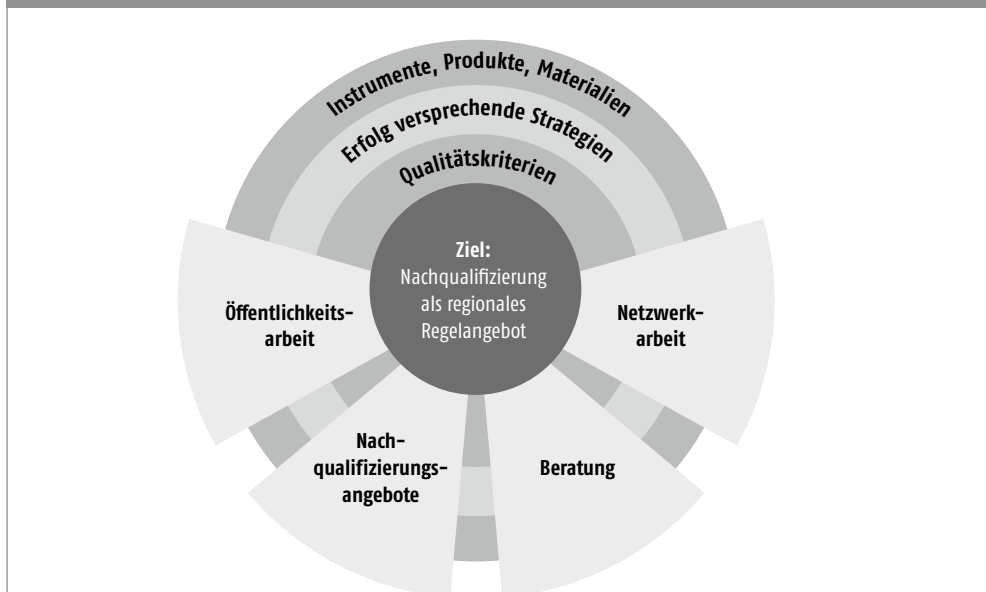 Instrumente, Produkte, Materialien
Erfolg versprechende Strategien
Qualitätskriterien
Ziel:
Nachqualifizierung
als regionales
Regelangebot
Öffentlichkeits-
arbeit
Netzwerk-
arbeit
Nach-
qualifizierungs-
angebote
Beratung